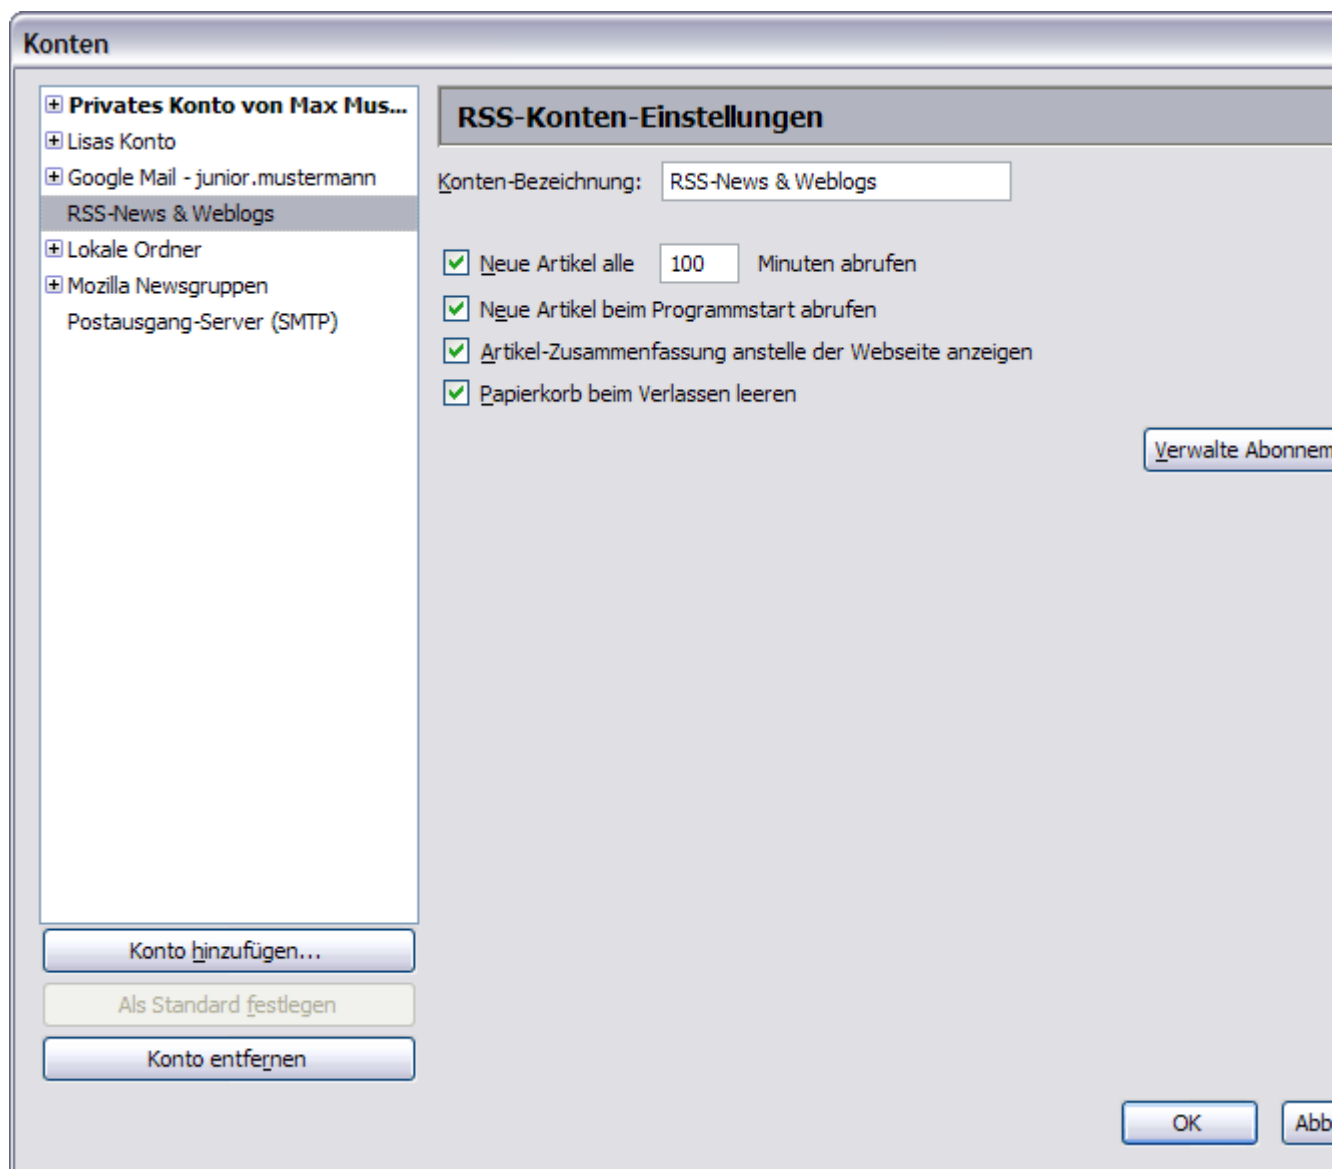 Konten
Privates Konto von Max Mus...
Lisas Konto
Google Mail - junior.mustermann
RSS-News & Weblogs
Lokale Ordner
Mozilla Newsgruppen
Postausgang-Server (SMTP)
Konto hinzufügen...
Als Standard festlegen
Konto entfernen
RSS-Konten-Einstellungen
Konten-Bezeichnung: RSS-News & Weblogs
Neue Artikel alle 100 Minuten abrufen
Neue Artikel beim Programmstart abrufen
Artikel-Zusammenfassung anstelle der Webseite anzeigen
Papierkorb beim Verlassen leeren
Verwalte Abonnem
OK Abb